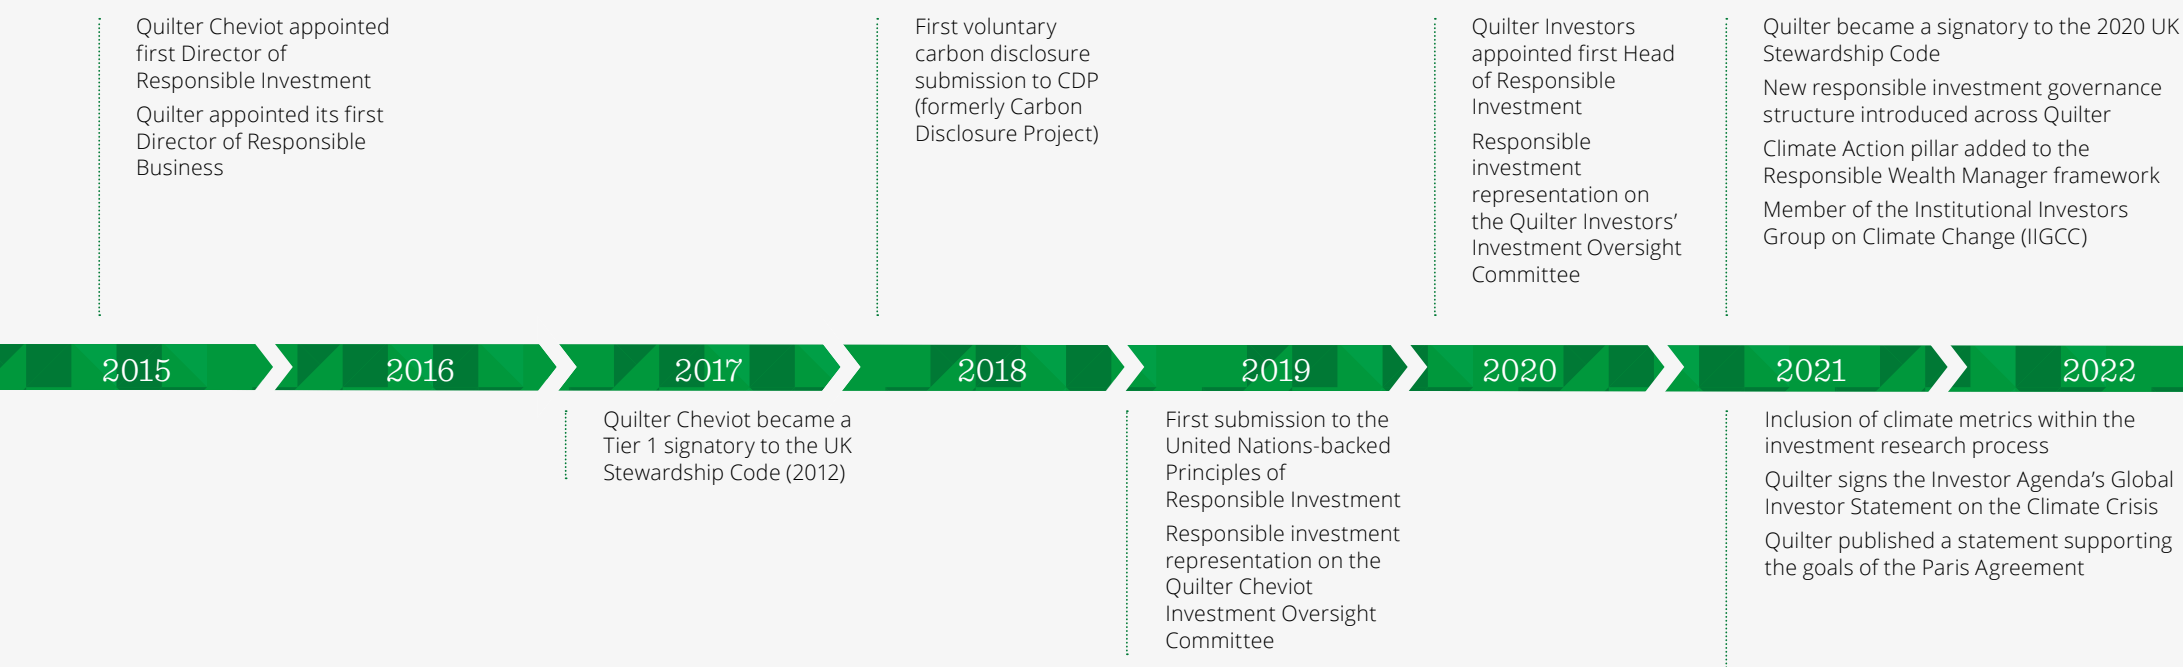 Quilter Cheviot appointed
first Director of
Responsible Investment
Quilter appointed its first
Director of Responsible
Business
First voluntary
carbon disclosure
submission to CDP
(formerly Carbon
Disclosure Project)
Quilter Investors
appointed first Head
of Responsible
Investment
Responsible
investment
representation on
the Quilter Investors’
Investment Oversight
Committee
Quilter became a signatory to the 2020 UK
Stewardship Code
New responsible investment governance
structure introduced across Quilter
Climate Action pillar added to the
Responsible Wealth Manager framework
Member of the Institutional Investors
Group on Climate Change (IIGCC)
2015
2016
2017
2018
2019
2020
2021
2022
Quilter Cheviot became a
Tier 1 signatory to the UK
Stewardship Code (2012)
First submission to the
United Nations-backed
Principles of
Responsible Investment
Responsible investment
representation on the
Quilter Cheviot
Investment Oversight
Committee
Inclusion of climate metrics within the
investment research process
Quilter signs the Investor Agenda’s Global
Investor Statement on the Climate Crisis
Quilter published a statement supporting
the goals of the Paris Agreement